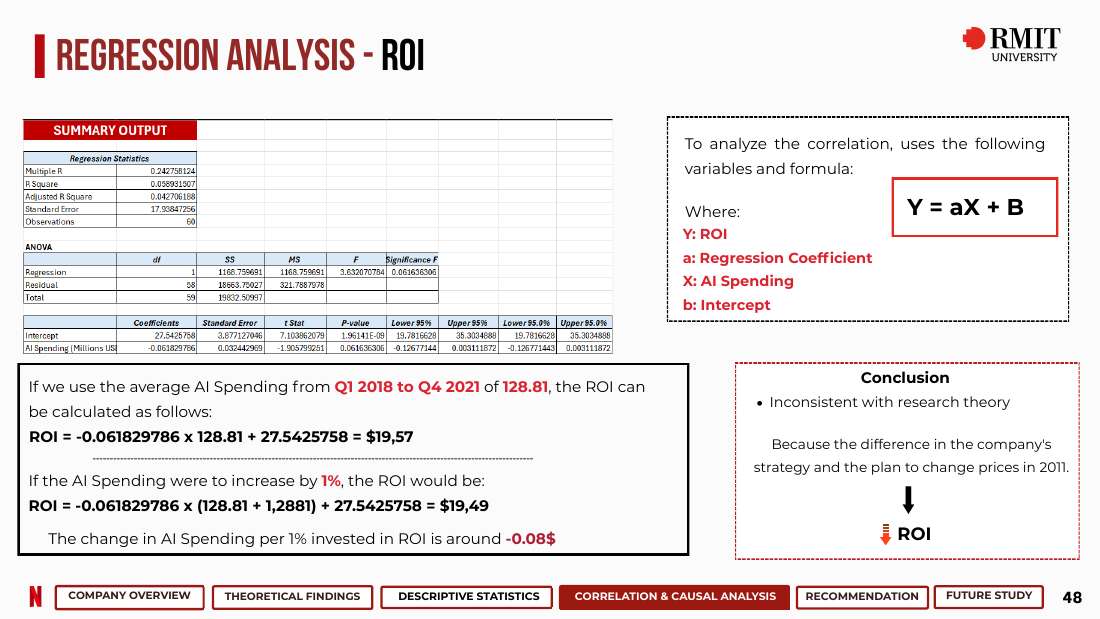 REGRESSION ANALYSIS - ROI
RMIT
UNIVERSITY
SUMMARY OUTPUT
Regression Statistics
Multiple R 0.242758124
R Square 0.058931507
Adjusted R Square 0.042706188
Standard Error 17.93847256
Observations 60
ANOVA
df SS MS F Significance F
Regression 1 1168.759691 1168.759691 3.632070784 0.061636306
Residual 58 18663.75027 321.7887978
Total 59 19832.50997
Coefficients Standard Error t Stat P-value Lower 95% Upper 95% Lower 95.0% Upper 95.0%
Intercept 27.5425758 3.877127046 7.103862079 1.96141E-09 19.7816628 35.3034888 19.7816628 35.3034888
AI Spending (Millions USI -0.061829786 0.032442969 -1.905799251 0.061636306 -0.12677144 0.003111872 -0.126771443 0.003111872
To analyze the correlation, uses the following
variables and formula:
Y = aX + B
Where:
Y: ROI
a: Regression Coefficient
X: AI Spending
b: Intercept
If we use the average AI Spending from Q1 2018 to Q4 2021 of 128.81, the ROI can
be calculated as follows:
ROI = -0.061829786 x 128.81 + 27.5425758 = $19,57
If the AI Spending were to increase by 1%, the ROI would be:
ROI = -0.061829786 x (128.81 + 1,2881) + 27.5425758 = $19,49
The change in AI Spending per 1% invested in ROI is around -0.08$
Conclusion
• Inconsistent with research theory
Because the difference in the company's
strategy and the plan to change prices in 2011.
ROI
N
COMPANY OVERVIEW
THEORETICAL FINDINGS
DESCRIPTIVE STATISTICS
CORRELATION & CAUSAL ANALYSIS
RECOMMENDATION
FUTURE STUDY
48